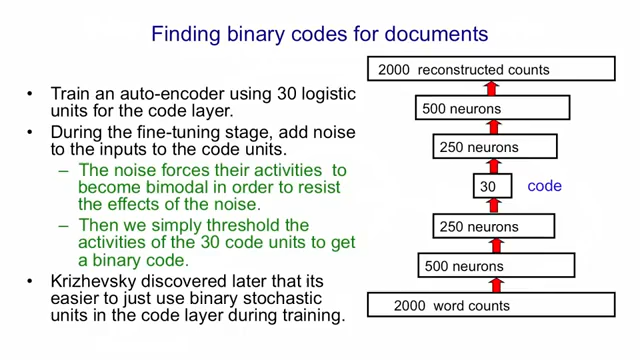 Finding binary codes for documents
• Train an auto-encoder using 30 logistic
units for the code layer.
• During the fine-tuning stage, add noise
to the inputs to the code units.
– The noise forces their activities to
become bimodal in order to resist
the effects of the noise.
– Then we simply threshold the
activities of the 30 code units to get
a binary code.
• Krizhevsky discovered later that its
easier to just use binary stochastic
units in the code layer during training.
2000 reconstructed counts
500 neurons
250 neurons
30 code
250 neurons
500 neurons
2000 word counts